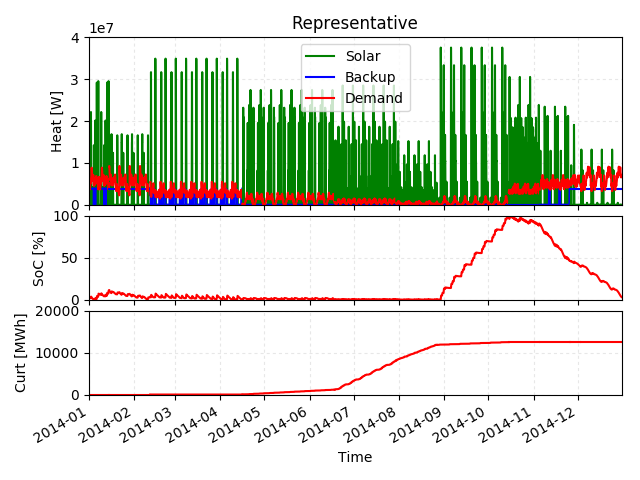 Representative
1e7
4
3
2
1
0
Heat [W]
Solar
Backup
Demand
100
50
0
SoC [%]
20000
10000
0
Curt [MWh]
2014-01
2014-02
2014-03
2014-04
2014-05
2014-06
2014-07
2014-08
2014-09
2014-10
2014-11
2014-12
Time